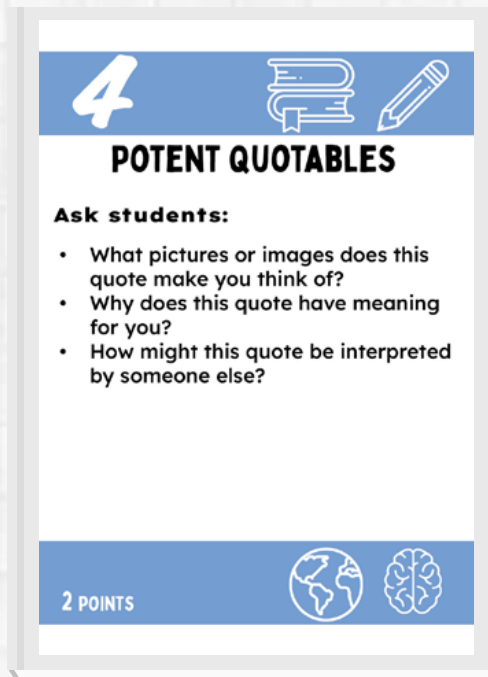 4
POTENT QUOTABLES
Ask students:
• What pictures or images does this
quote make you think of?
• Why does this quote have meaning
for you?
• How might this quote be interpreted
by someone else?
2 POINTS